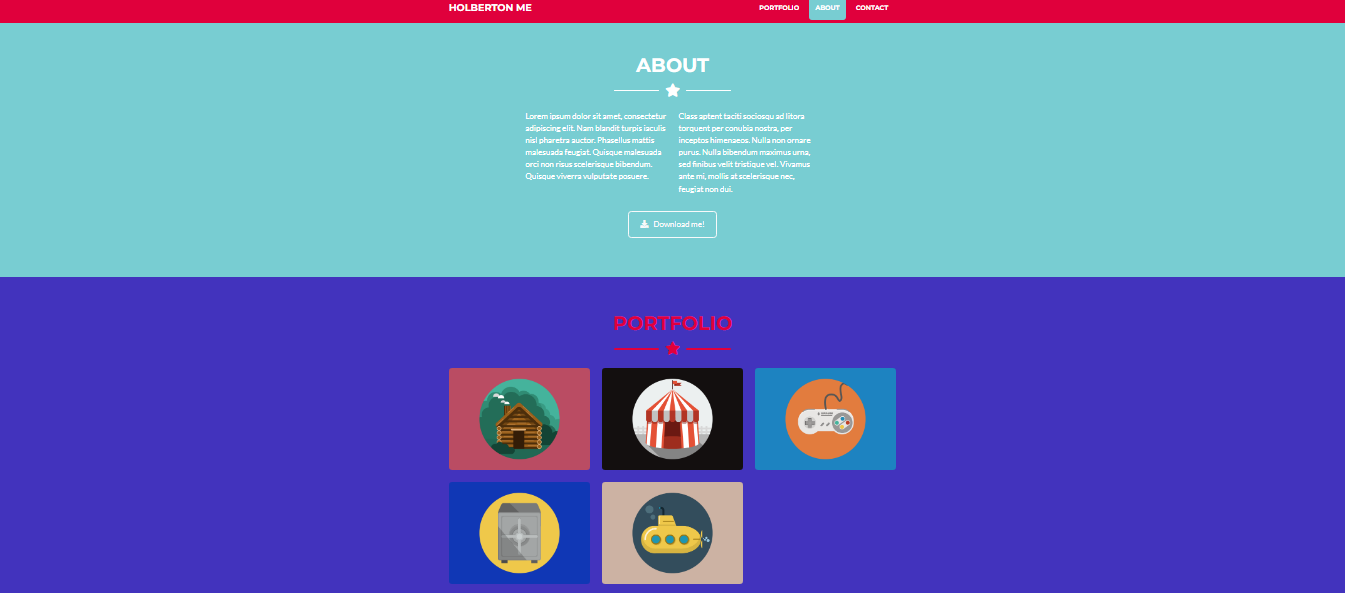 HOLBERTON ME
PORTFOLIO
ABOUT
CONTACT
ABOUT
Lorem ipsum dolor sit amet, consectetur
adipiscing elit. Nam blandit turpis iaculis
nisl pharetra auctor. Phasellus mattis
malesuada feugiat. Quisque malesuada
orci non risus scelerisque bibendum.
Quisque viverra vulputate posuere.
Class aptent taciti sociosqu ad litora
torquent per conubia nostra, per
inceptos himenaeos. Nulla non ornare
purus. Nulla bibendum maximus urna,
sed finibus velit tristique vel. Vivamus
ante mi, mollis at scelerisque nec,
feugiat non dui.
Download me!
PORTFOLIO